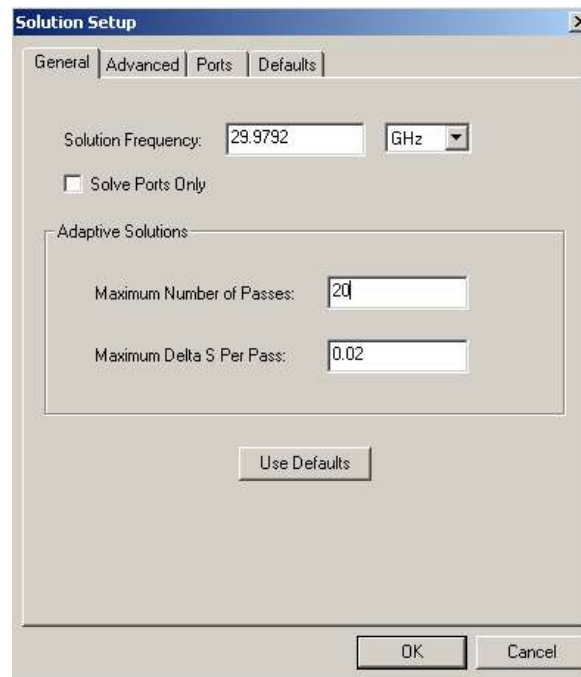 Solution Setup
General Advanced Ports Defaults
Solution Frequency: 29.9792 GHz
Solve Ports Only
Adaptive Solutions
Maximum Number of Passes: 20
Maximum Delta S Per Pass: 0.02
Use Defaults
OK Cancel